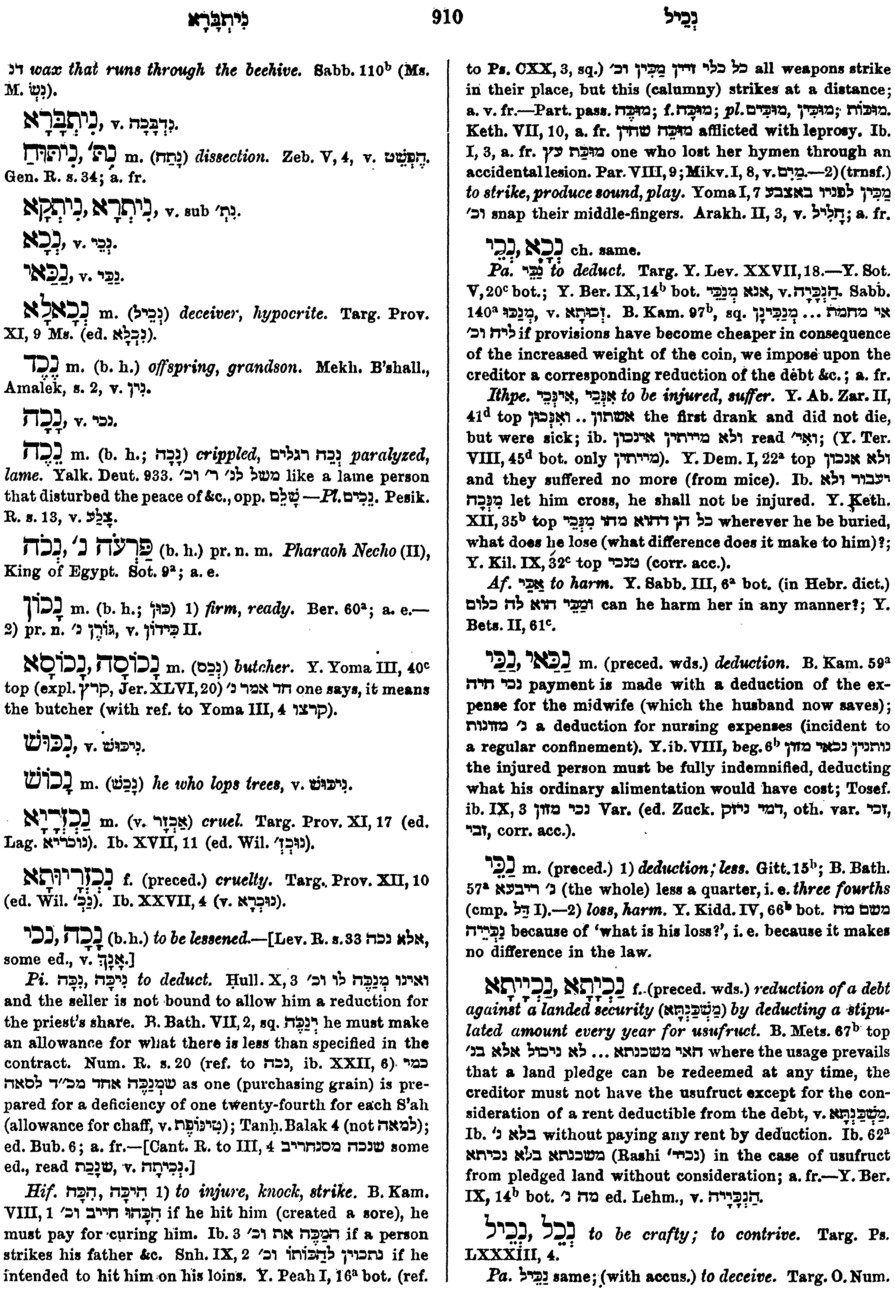 נִיתְבָּרָא
910
נְכֵיל
דנ wax that runs through the beehive. Sabb. 110ᵇ (Ms.
M. נִשְׁ).
נִיתְבָּרָא, v. נִדְבָּכָה.
נִתּ׳, נִיתּוּחַ m. (נָתַח) dissection. Zeb. V, 4, v. הֶפְשֵׁט.
Gen. R. s. 34; a. fr.
נִיתְרָא, נִיתְקָא, v. sub נִת׳.
נְכָא, v. נְכֵי.
נְכַּאי, v. נְכֵּי.
נְכָאלָא m. (נְכֵיל) deceiver, hypocrite. Targ. Prov.
XI, 9 Ms. (ed. נִכְלָא).
נֶכֶד m. (b. h.) offspring, grandson. Mekh. B'shall.,
Amalek, s. 2, v. נִין.
נָכָה, v. נכי.
נָכֶה m. (b. h.; נָכָה) crippled, נְכֵה רגלים paralyzed,
lame. Yalk. Deut. 933. משל לנ׳ ר׳ וכ׳ like a lame person
that disturbed the peace of &c., opp. שָׁלֵם.—Pl. נָכִים. Pesik.
R. s. 13, v. צָלַע.
נְכֹה, פַּרְעֹה נ׳ (b. h.) pr. n. m. Pharaoh Necho (II),
King of Egypt. Sot. 9ᵃ; a. e.
נָכוֹן m. (b. h.; כּוּן) 1) firm, ready. Ber. 60ᵃ; a. e.—
2) pr. n. גּוֹרֶן נ׳, v. כִּידוֹן II.
נָכוֹסָה, נָכוֹסָא m. (נְכַס) butcher. Y. Yoma III, 40ᶜ
top (expl. קרץ, Jer. XLVI, 20) חד אמר נ׳ one says, it means
the butcher (with ref. to Yoma III, 4 קרצו).
נִכּוּשׁ, v. נִיכּוּשׁ.
נָכוֹשׁ m. (נָכַשׁ) he who lops trees, v. נִיכּוּשׁ.
נַכְזְרָיָא m. (v. אַכְזָר) cruel. Targ. Prov. XI, 17 (ed.
Lag. נוכריא). Ib. XVII, 11 (ed. Wil. נוּכְזְ׳).
נַכְזְרָיוּתָא f. (preced.) cruelty. Targ. Prov. XII, 10
(ed. Wil. נְכַ׳). Ib. XXVII, 4 (v. נוּכְרָא).
נָכָה, נכי (b. h.) to be lessened.—[Lev. R. s. 33 אלא נכה,
some ed., v. אָנַךְ.]
Pi. נִכָּה, נִיכָּה to deduct. Ḥull. X, 3 ואינו מְנַכֶּה לו וכ׳
and the seller is not bound to allow him a reduction for
the priest's share. B. Bath. VII, 2, sq. יְנַכֶּה he must make
an allowance for what there is less than specified in the
contract. Num. R. s. 20 (ref. to נכה, ib. XXII, 6) כמי
שמְנַכֶּה אחד מכ״ד לסאה as one (purchasing grain) is pre-
pared for a deficiency of one twenty-fourth for each S'ah
(allowance for chaff, v. טִינּוֹפֶת); Tanḥ. Balak 4 (not למאה);
ed. Bub. 6; a. fr.—[Cant. R. to III, 4 שנכה מסנחריב some
ed., read שֶׁנָּכַת, v. נְכִיתָה.]
Hif. הִכָּה, הִיכָּה 1) to injure, knock, strike. B. Kam.
VIII, 1 הִכָּהוּ חייב וכ׳ if he hit him (created a sore), he
must pay for curing him. Ib. 3 הַמַּכֶּה את וכ׳ if a person
strikes his father &c. Snh. IX, 2 נתכוין לְהַכּוֹתוֹ וכ׳ if he
intended to hit him on his loins. Y. Peah I, 16ᵃ bot. (ref.
to Ps. CXX, 3, sq.) כל כלי זיין מַכִּין וכ׳ all weapons strike
in their place, but this (calumny) strikes at a distance;
a. v. fr.—Part. pass. מוּכֶּה; f. מוּכָּה; pl. מוּכִּים, מוּכִּין; מוּכּוֹת.
Keth. VII, 10, a. fr. מוּכֵּה שחין afflicted with leprosy. Ib.
I, 3, a. fr. מוּכַּת עץ one who lost her hymen through an
accidental lesion. Par. VIII, 9; Mikv. I, 8, v. מַיִם.—2) (trnsf.)
to strike, produce sound, play. Yoma I, 7 מַכִּין לפניו באצבע
וכ׳ snap their middle-fingers. Arakh. II, 3, v. חָלִיל; a. fr.
נְכָא, נְכֵי ch. same.
Pa. נַכֵּי to deduct. Targ. Y. Lev. XXVII, 18.—Y. Sot.
V, 20ᶜ bot.; Y. Ber. IX, 14ᵇ bot. אנא מְנַכֵּי, v. הַנְכָּיָה. Sabb.
140ᵃ מְנַכּוּ, v. זְכוּתָא. B. Kam. 97ᵇ, sq. אי מחמת ... מְנַכִּינָן
ליה וכ׳ if provisions have become cheaper in consequence
of the increased weight of the coin, we impose upon the
creditor a corresponding reduction of the debt &c.; a. fr.
Ithpe. אִנְּכֵי, אִינְּכֵי to be injured, suffer. Y. Ab. Zar. II,
41ᵈ top אשתון .. וְאִנְּכוּן the first drank and did not die,
but were sick; ib. ולא מייתין אינכון read וְאִי׳; (Y. Ter.
VIII, 45ᵈ bot. only מייתין). Y. Dem. I, 22ᵃ top ולא אנכון
and they suffered no more (from mice). Ib. יעבור ולא
מְנַכֶּה let him cross, he shall not be injured. Y. Keth.
XII, 35ᵇ top כל הן דהוא מהו מְנַכֵּי wherever he be buried,
what does he lose (what difference does it make to him)?;
Y. Kil. IX, 32ᶜ top מנכי (corr. acc.).
Af. אַכֵּי to harm. Y. Sabb. III, 6ᵃ bot. (in Hebr. dict.)
וּמַכֵּי הוא לה כלום can he harm her in any manner?; Y.
Bets. II, 61ᶜ.
נְכַּאי, נְכֵּי m. (preced. wds.) deduction. B. Kam. 59ᵃ
נכי חיה payment is made with a deduction of the ex-
pense for the midwife (which the husband now saves);
נ׳ מזונות a deduction for nursing expenses (incident to
a regular confinement). Y. ib. VIII, beg. 6ᵇ נותנין נכאי מזון
the injured person must be fully indemnified, deducting
what his ordinary alimentation would have cost; Tosef.
ib. IX, 3 נכי מזון Var. (ed. Zuck. דמי ניזק, oth. var. זכי,
זבי, corr. acc.).
נְכֵּי m. (preced.) 1) deduction; less. Gitt. 15ᵇ; B. Bath.
57ᵃ נ׳ ריבעא (the whole) less a quarter, i. e. three fourths
(cmp. דַּל I).—2) loss, harm. Y. Kidd. IV, 66ᵇ bot. משם מה
נְכִּיֵּיה because of 'what is his loss?', i. e. because it makes
no difference in the law.
נְכִיתָא, נְכְיִיתָא f. (preced. wds.) reduction of a debt
against a landed security (מַשְׁכַּנְתָּא) by deducting a stipu-
lated amount every year for usufruct. B. Mets. 67ᵇ top
האי משכנתא ... לא ניכול אלא בנ׳ where the usage prevails
that a land pledge can be redeemed at any time, the
creditor must not have the usufruct except for the con-
sideration of a rent deductible from the debt, v. מַשְׁכַּנְתָּא.
Ib. בלא נ׳ without paying any rent by deduction. Ib. 62ᵃ
משכנתא בלא נכייתא (Rashi נכיי׳) in the case of usufruct
from pledged land without consideration; a. fr.—Y. Ber.
IX, 14ᵇ bot. מה נ׳ ed. Lehm., v. הַנְכָּיָיה.
נְכַל, נְכֵיל to be crafty; to contrive. Targ. Ps.
LXXXIII, 4.
Pa. נַכֵּיל same; (with accus.) to deceive. Targ. O. Num.